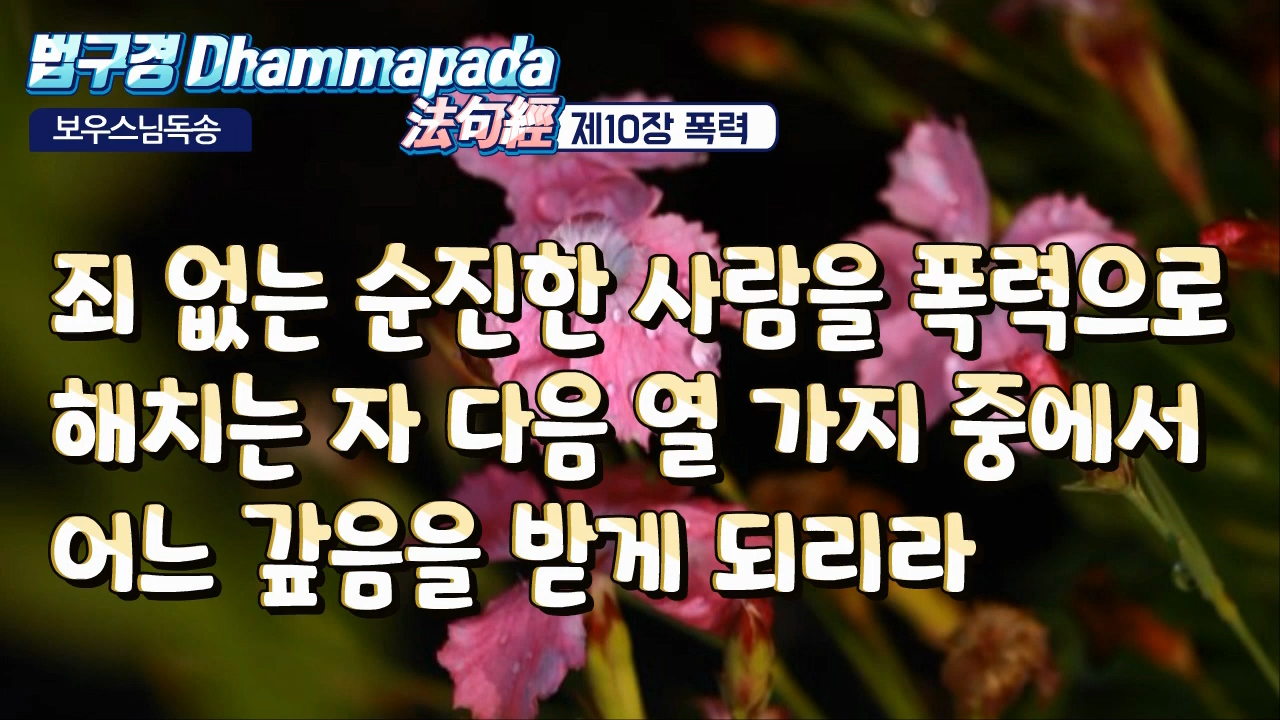 법구경 Dhammapada
보우스님독송
法句經 제10장 폭력
죄 없는 순진한 사람을 폭력으로
해치는 자 다음 열 가지 중에서
어느 갚음을 받게 되리라